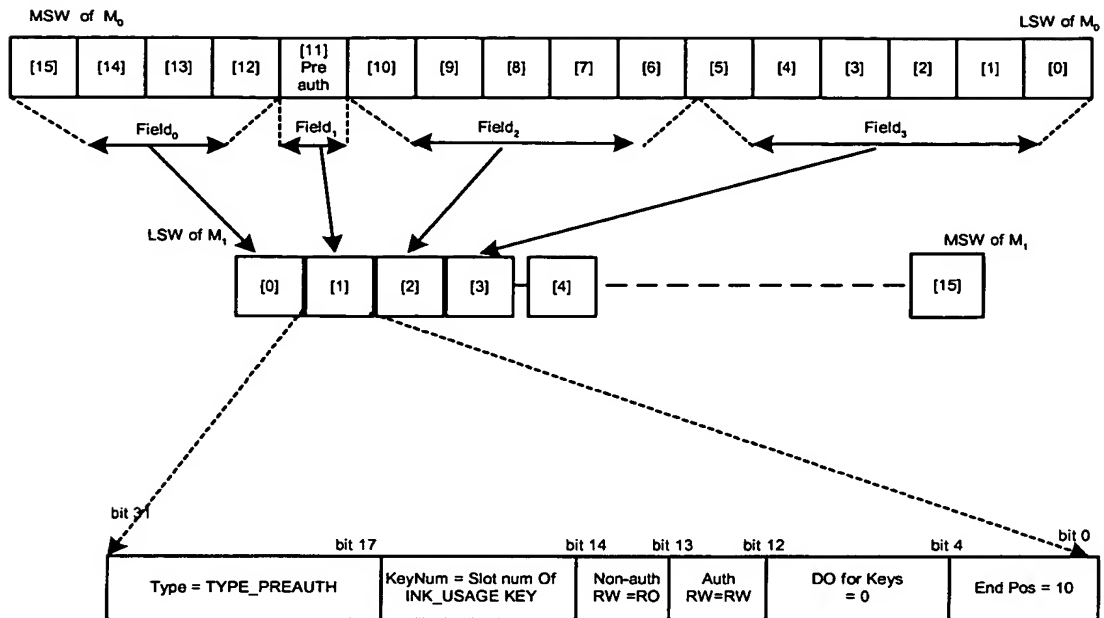 MSW of M0
LSW of M0
[15] [14] [13] [12] [11] Pre auth [10] [9] [8] [7] [6] [5] [4] [3] [2] [1] [0]
Field0 Field1 Field2 Field3
LSW of M1
MSW of M1
[0] [1] [2] [3] [4] [15]
bit 31 bit 17 bit 14 bit 13 bit 12 bit 4 bit 0
Type = TYPE_PREAUTH
KeyNum = Slot num Of
INK_USAGE KEY
Non-auth
RW =RO
Auth
RW=RW
DO for Keys
= 0
End Pos = 10